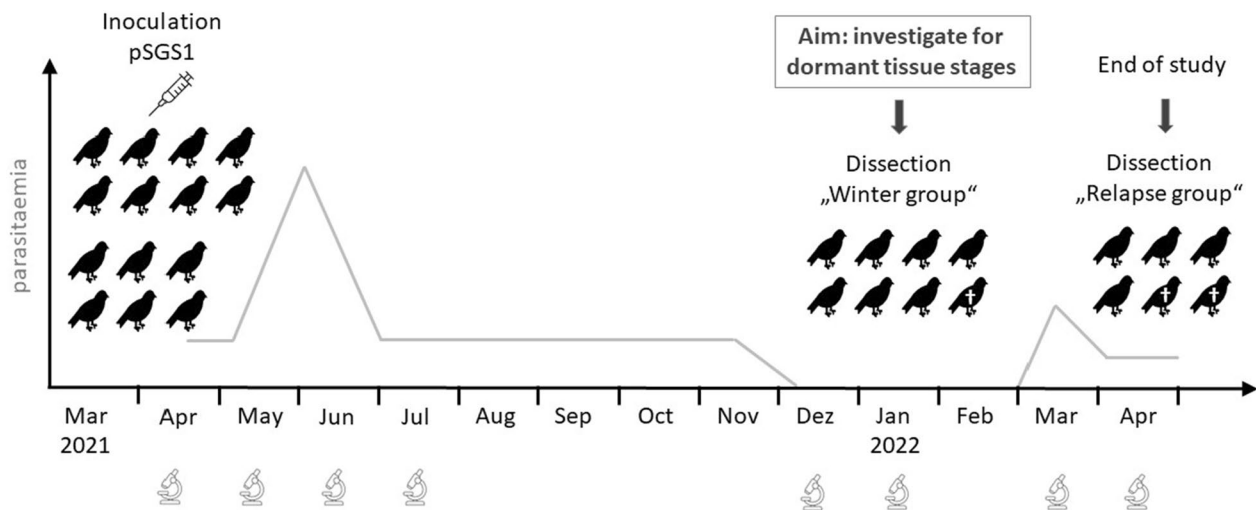 Inoculation
pSGS1
Aim: investigate for
dormant tissue stages
End of study
Dissection
„Winter group“
Dissection
„Relapse group“
parasitaemia
Mar Apr May Jun Jul Aug Sep Oct Nov Dez Jan Feb Mar Apr
2021 2022